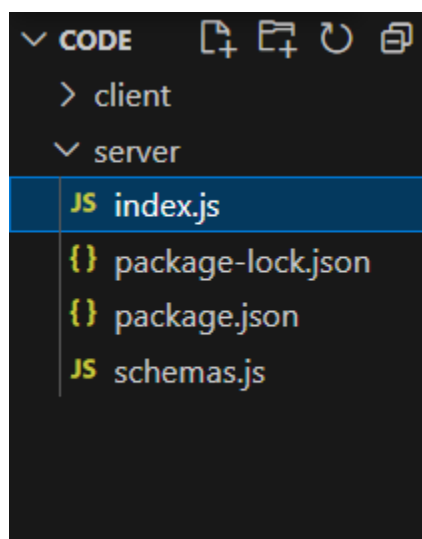 CODE
client
server
JS index.js
{} package-lock.json
{} package.json
JS schemas.js